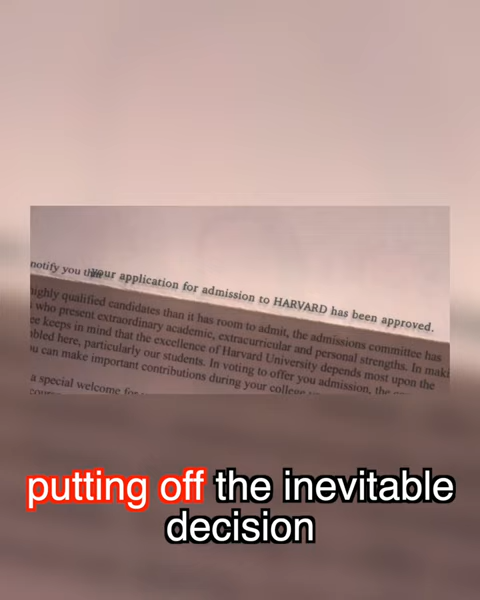 notify you that your application for admission to HARVARD has been approved.
highly qualified candidates than it has room to admit, the admissions committee has
who present extraordinary academic, extracurricular and personal strengths. In
keeps in mind that the excellence of Harvard University depends most upon the
here, particularly our students. In voting to offer you admission, the
can make important contributions during your college
a special welcome for
putting off the inevitable
decision